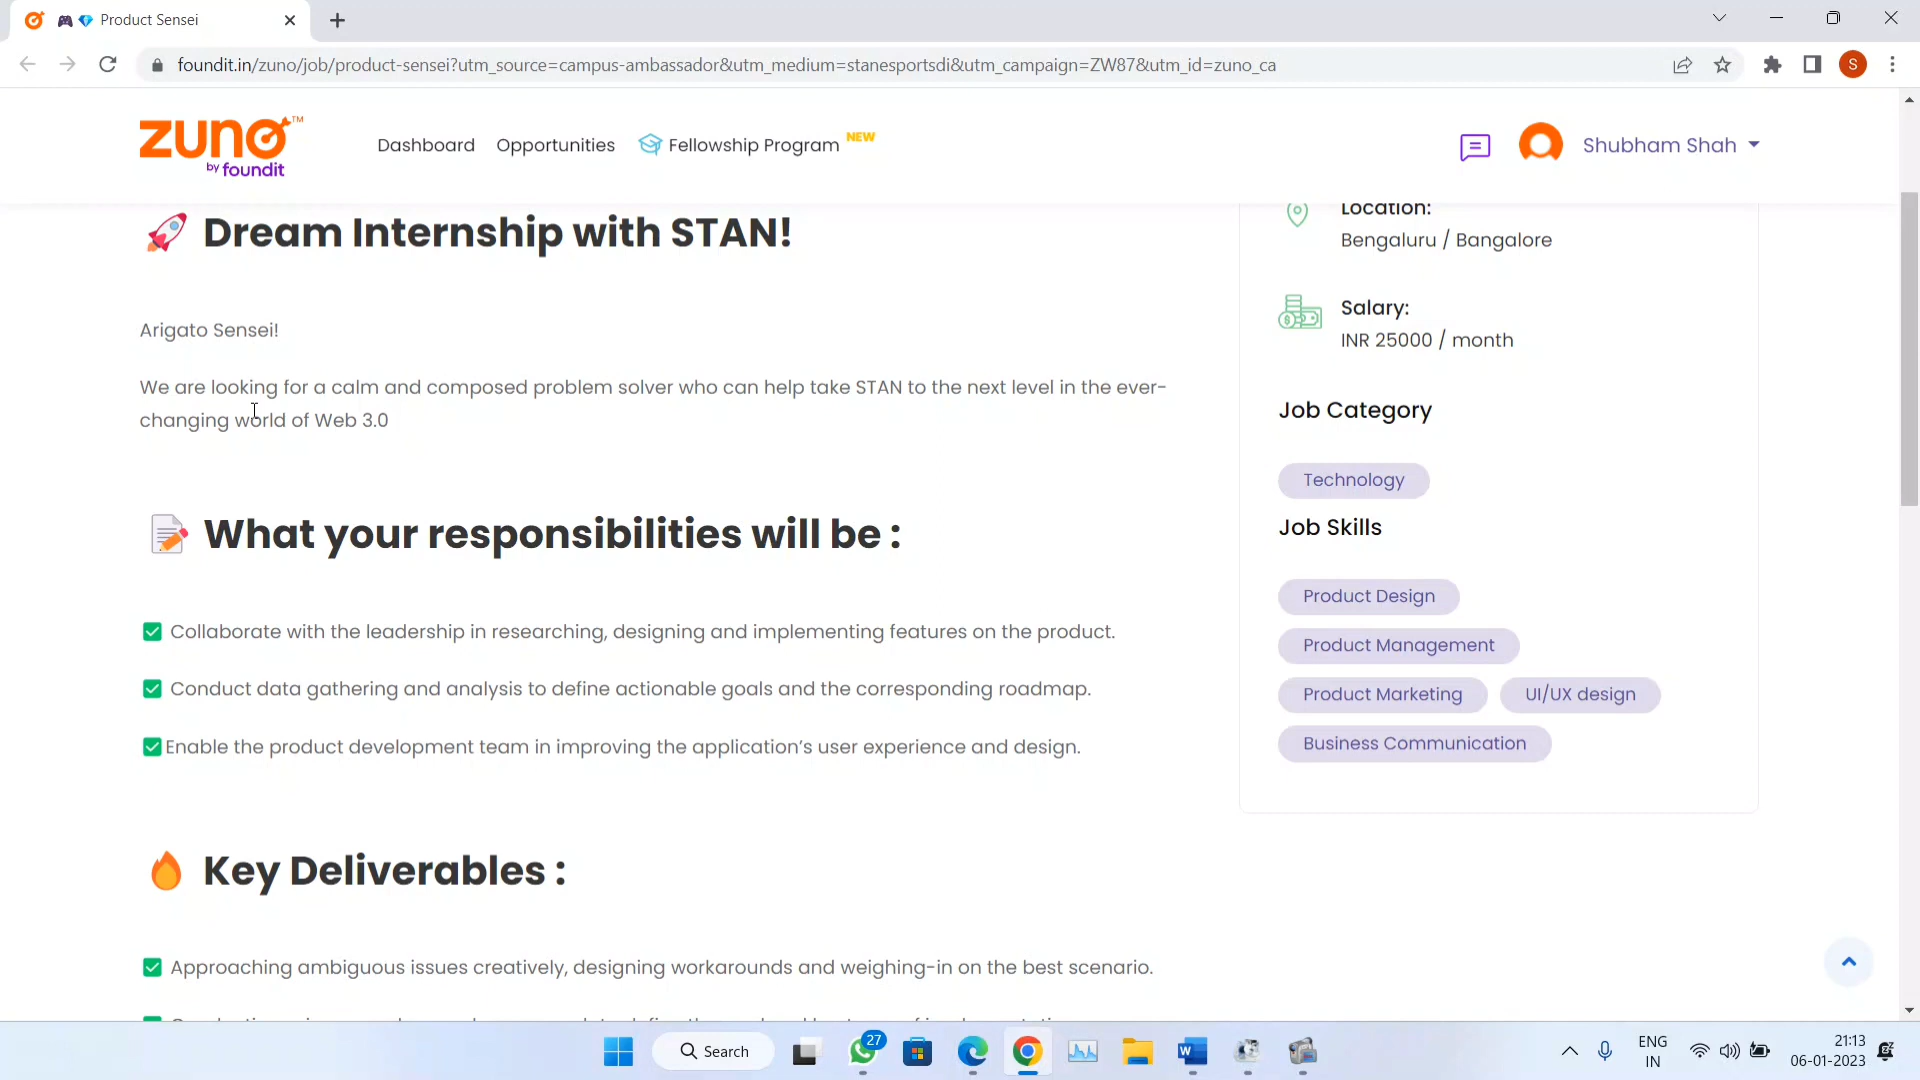 Product Sensei
foundit.in/zuno/job/product-sensei?utm_source=campus-ambassador&utm_medium=stanesportsdi&utm_campaign=ZW87&utm_id=zuno_ca
S
zuno TM
by foundit
Dashboard
Opportunities
Fellowship Program NEW
Shubham Shah
Dream Internship with STAN!
Arigato Sensei!
We are looking for a calm and composed problem solver who can help take STAN to the next level in the ever-
changing world of Web 3.0
What your responsibilities will be :
Collaborate with the leadership in researching, designing and implementing features on the product.
Conduct data gathering and analysis to define actionable goals and the corresponding roadmap.
Enable the product development team in improving the application's user experience and design.
Key Deliverables :
Approaching ambiguous issues creatively, designing workarounds and weighing-in on the best scenario.
Location:
Bengaluru / Bangalore
Salary:
INR 25000 / month
Job Category
Technology
Job Skills
Product Design
Product Management
Product Marketing
UI/UX design
Business Communication
Search
27
ENG
IN
21:13
06-01-2023